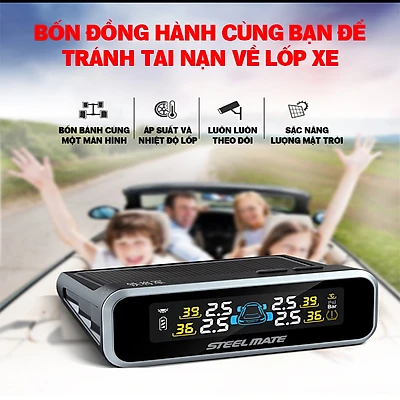 BỐN ĐỒNG HÀNH CÙNG BẠN ĐỂ
TRÁNH TAI NẠN VỀ LỐP XE
BỐN BÁNH CÙNG
MỘT MÀN HÌNH
ÁP SUẤT VÀ
NHIỆT ĐỘ LỐP
LUÔN LUÔN
THEO DÕI
SẠC NĂNG
LƯỢNG MẶT TRỜI
39 2.5 2.5 39
Bar
36 2.5 2.5 36
STEELMATE